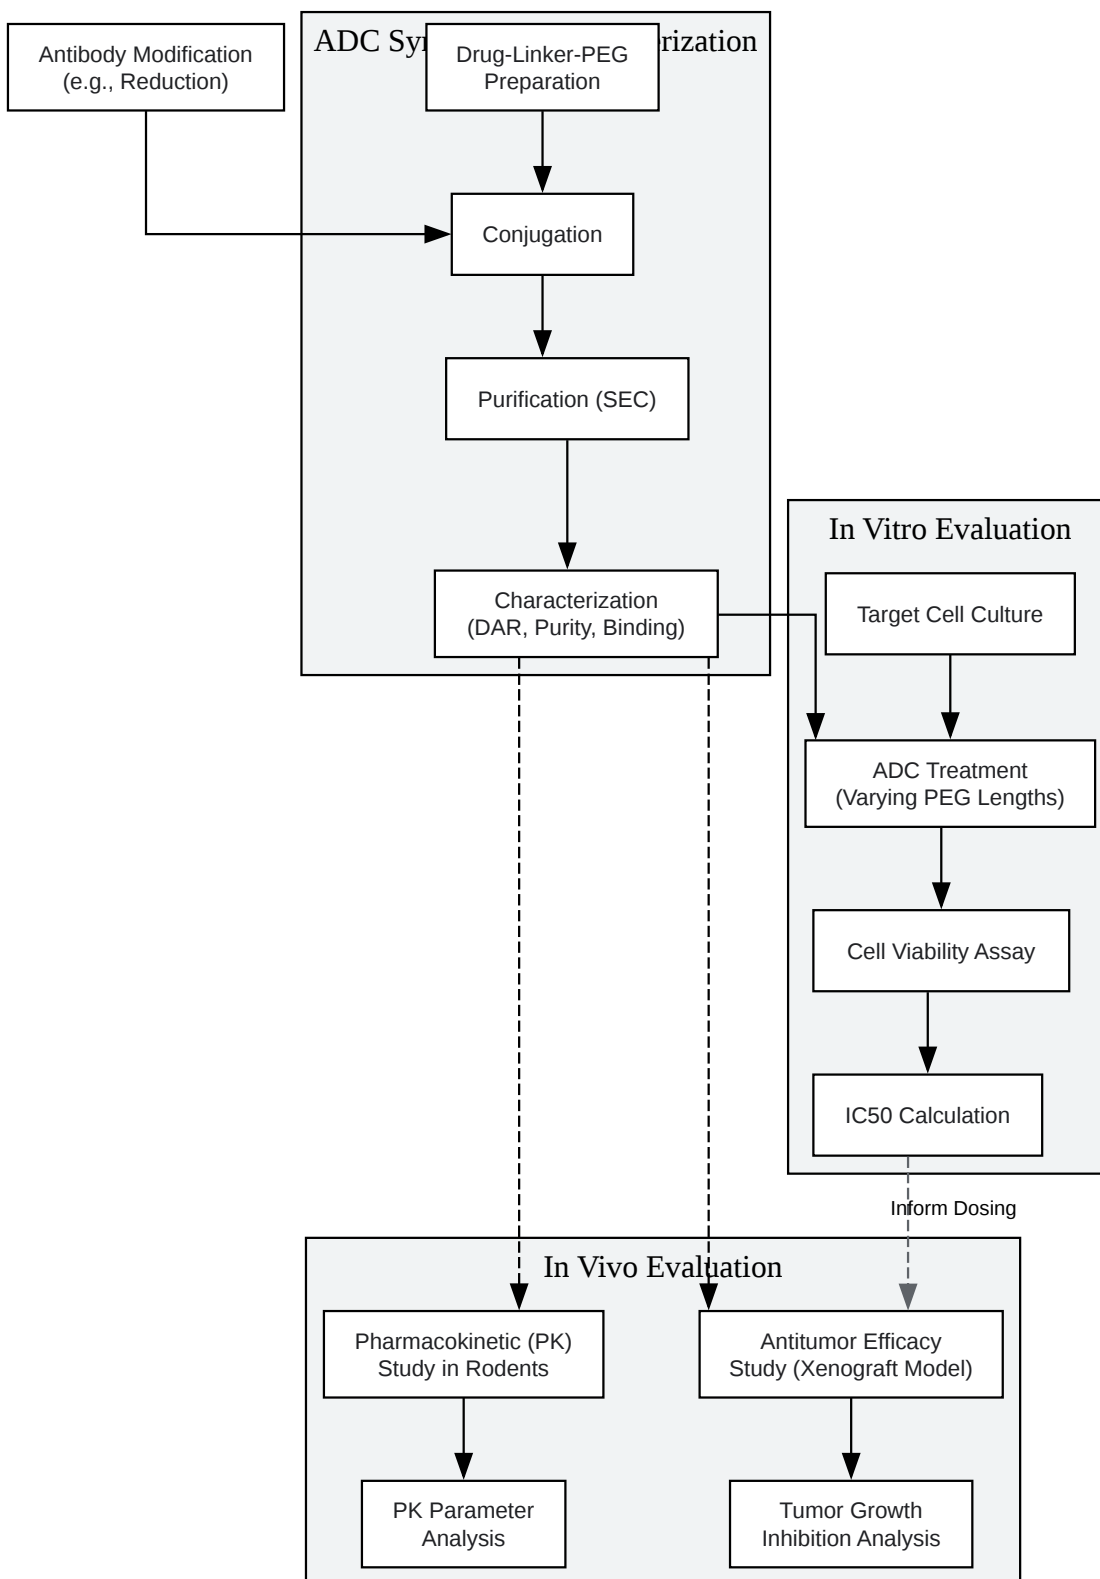 Antibody Modification
(e.g., Reduction)
ADC
Drug-Linker-PEG
Preparation
Conjugation
Purification (SEC)
Characterization
(DAR, Purity, Binding)
In Vitro Evaluation
Target Cell Culture
ADC Treatment
(Varying PEG Lengths)
Cell Viability Assay
IC50 Calculation
Inform Dosing
In Vivo Evaluation
Pharmacokinetic (PK)
Study in Rodents
Antitumor Efficacy
Study (Xenograft Model)
PK Parameter
Analysis
Tumor Growth
Inhibition Analysis